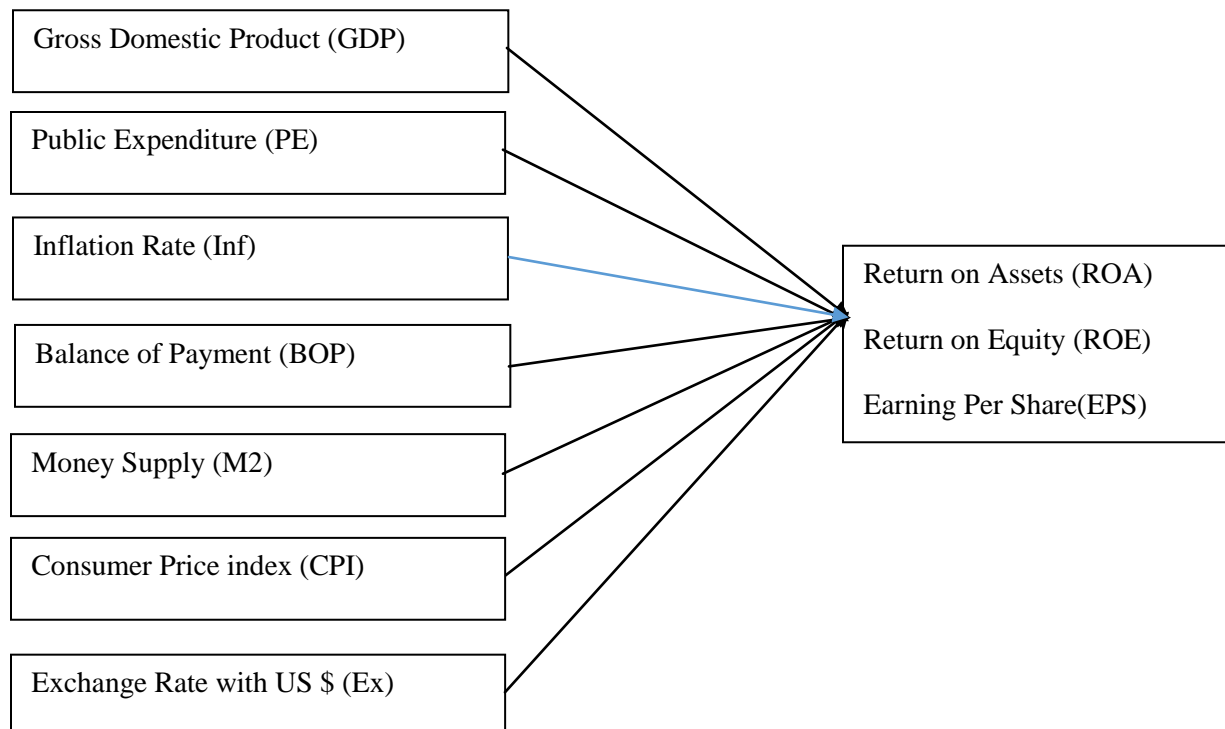 Gross Domestic Product (GDP)
Public Expenditure (PE)
Inflation Rate (Inf)
Balance of Payment (BOP)
Money Supply (M2)
Consumer Price index (CPI)
Exchange Rate with US $ (Ex)
Return on Assets (ROA)
Return on Equity (ROE)
Earning Per Share(EPS)